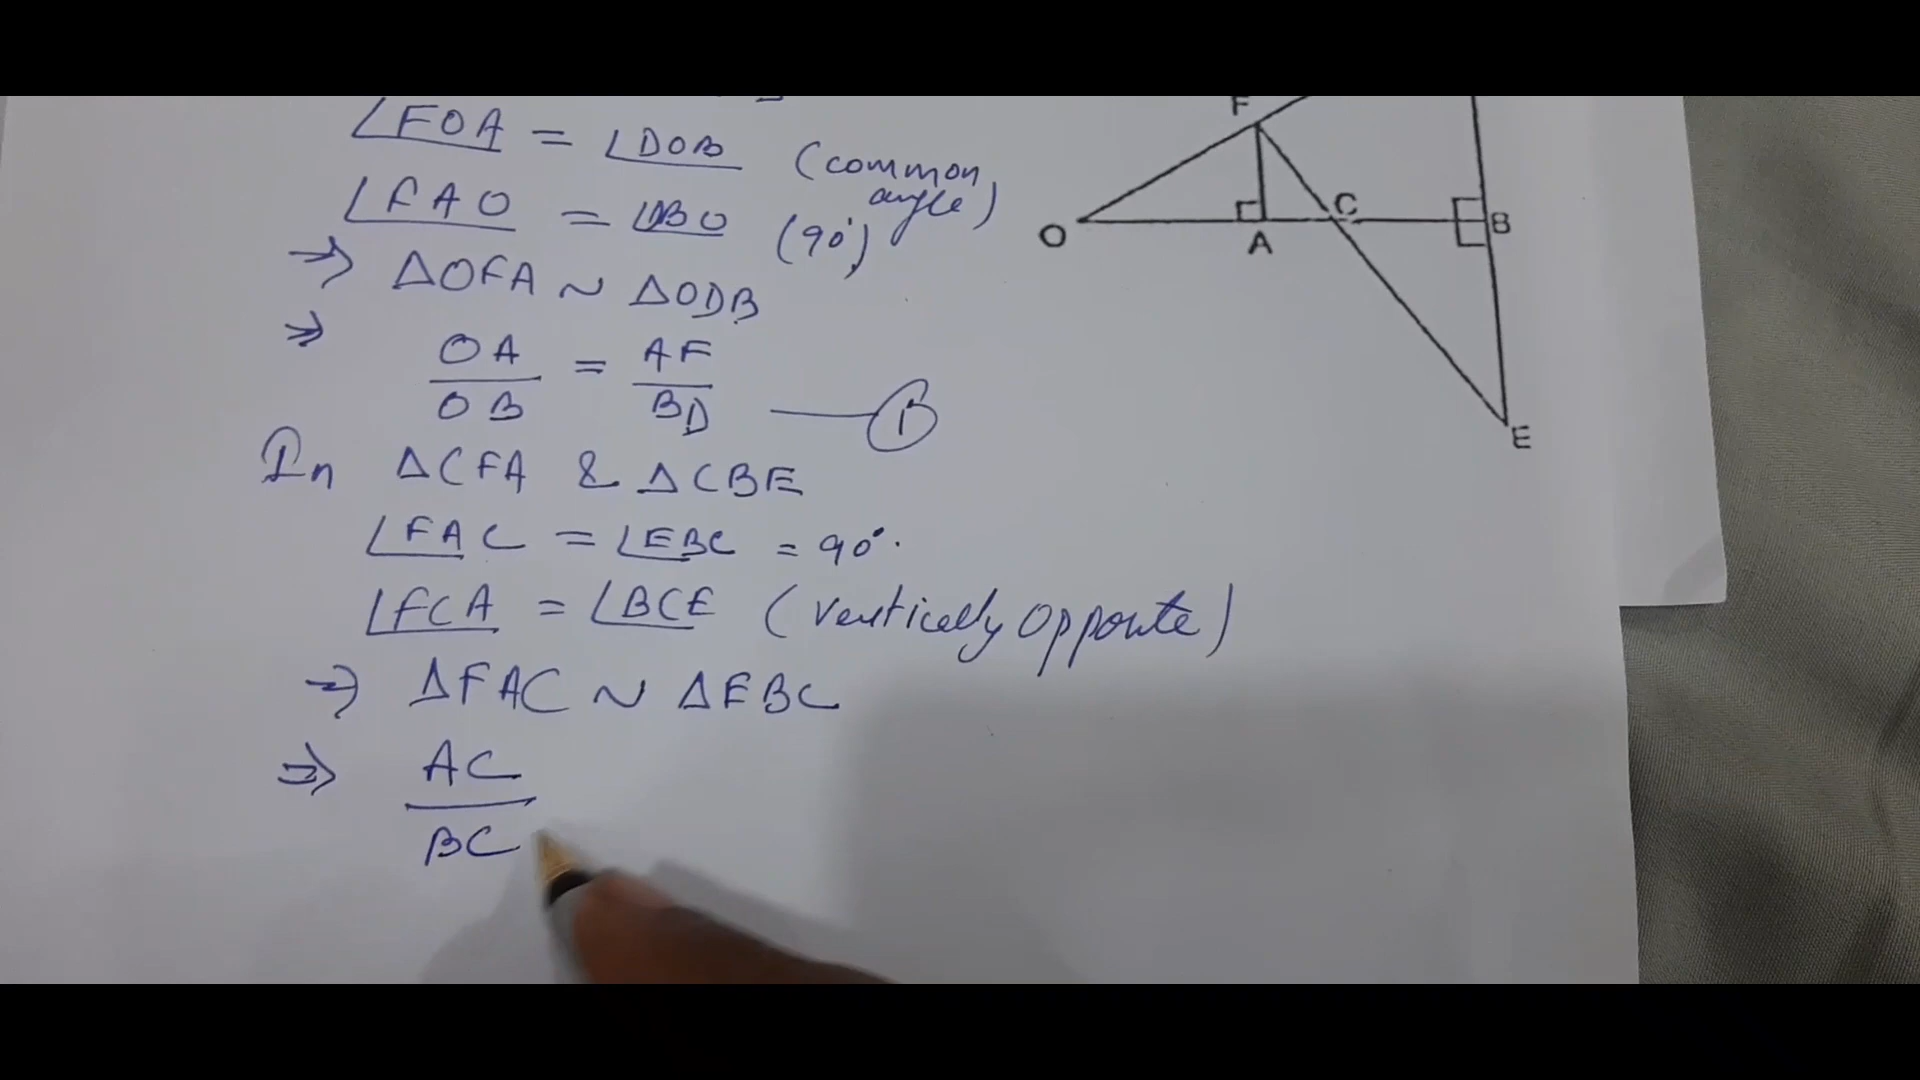 ∠FOA = ∠DOB (common angle)
∠FAO = ∠DBO (90°)
⇒ ΔOFA ~ ΔODB
⇒ OA/OB = AF/BD —— ①
In ΔCFA & ΔCBE
∠FAC = ∠EBC = 90°.
∠FCA = ∠BCE (Vertically Opposite)
⇒ ΔFAC ~ ΔEBC
⇒ AC/BC
F
O
A
C
B
E